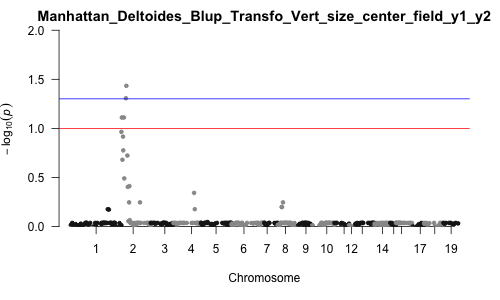 Manhattan_Deltoides_Blup_Transfo_Vert_size_center_field_y1_y2
2.0
1.5
1.0
0.5
0.0
− log10(p)
1 2 3 4 5 6 7 8 9 10 12 14 17 19
Chromosome